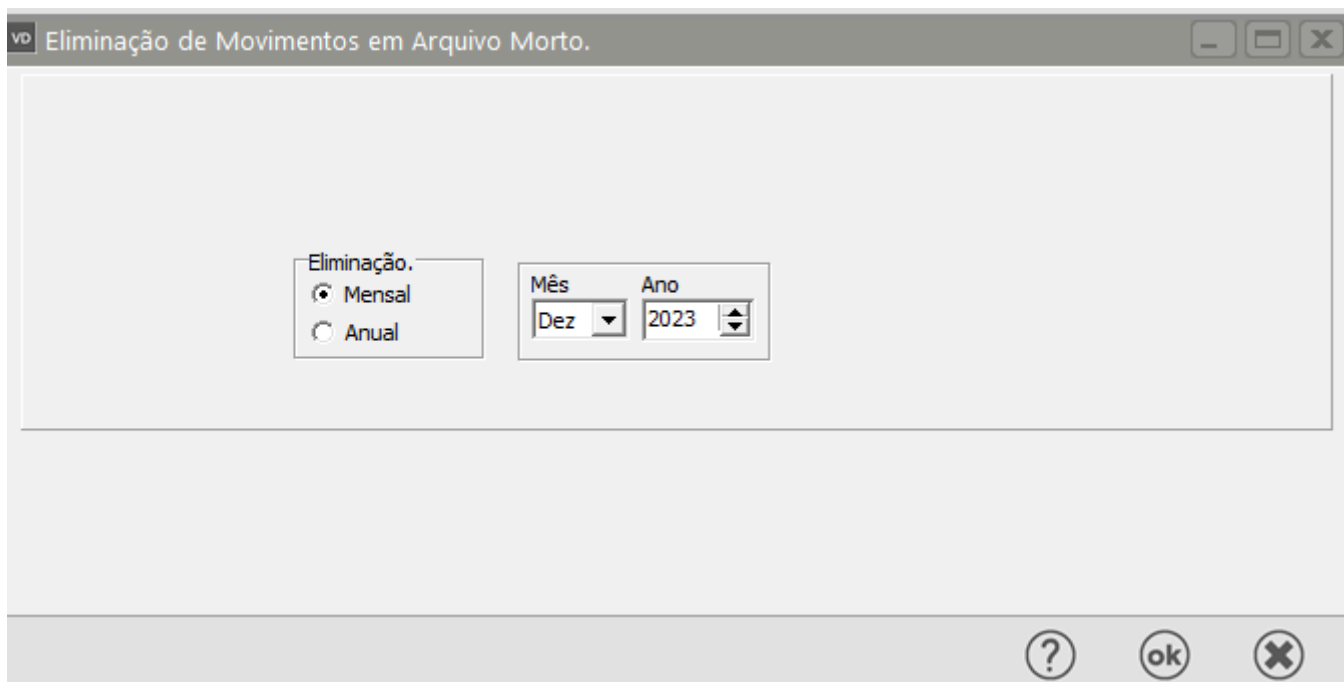 VD Eliminação de Movimentos em Arquivo Morto.
Eliminação.
Mensal
Anual
Mês Ano
Dez 2023
? ok